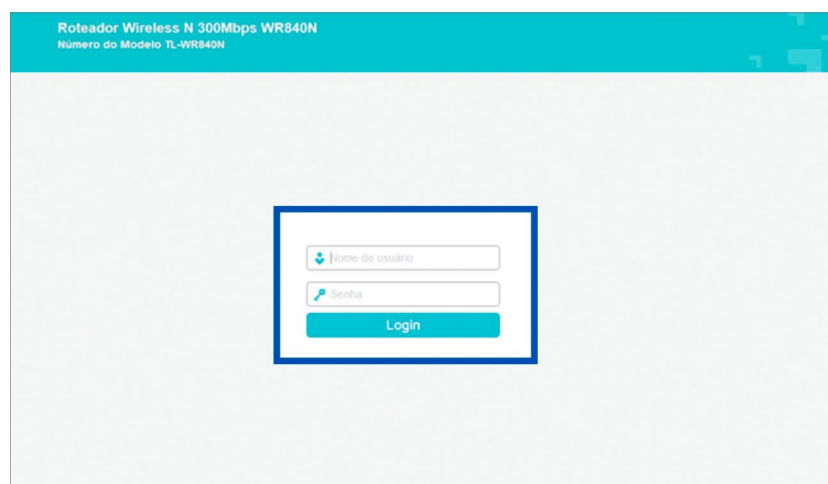 Roteador Wireless N 300Mbps WR840N
Número do Modelo TL-WR840N
Nome de usuário
Senha
Login